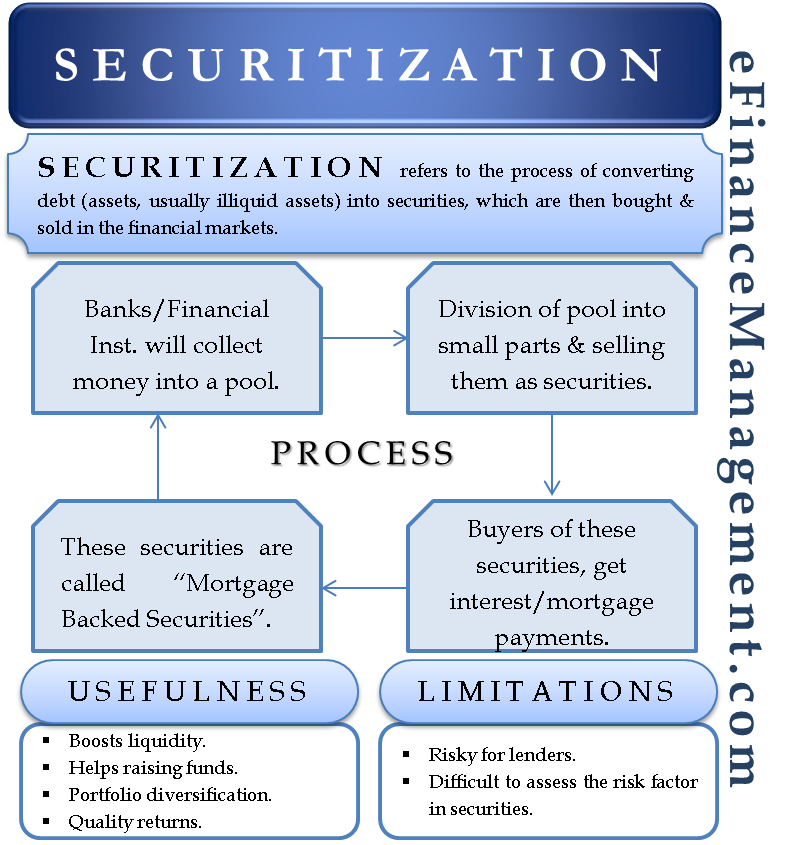 SECURITIZATION
SECURITIZATION refers to the process of converting
debt (assets, usually illiquid assets) into securities, which are then bought &
sold in the financial markets.
Banks/Financial
Inst. will collect
money into a pool.
Division of pool into
small parts & selling
them as securities.
PROCESS
These securities are
called “Mortgage
Backed Securities”.
Buyers of these
securities, get
interest/mortgage
payments.
USEFULNESS
▪ Boosts liquidity.
▪ Helps raising funds.
▪ Portfolio diversification.
▪ Quality returns.
LIMITATIONS
▪ Risky for lenders.
▪ Difficult to assess the risk factor
in securities.
eFinanceManagement.com